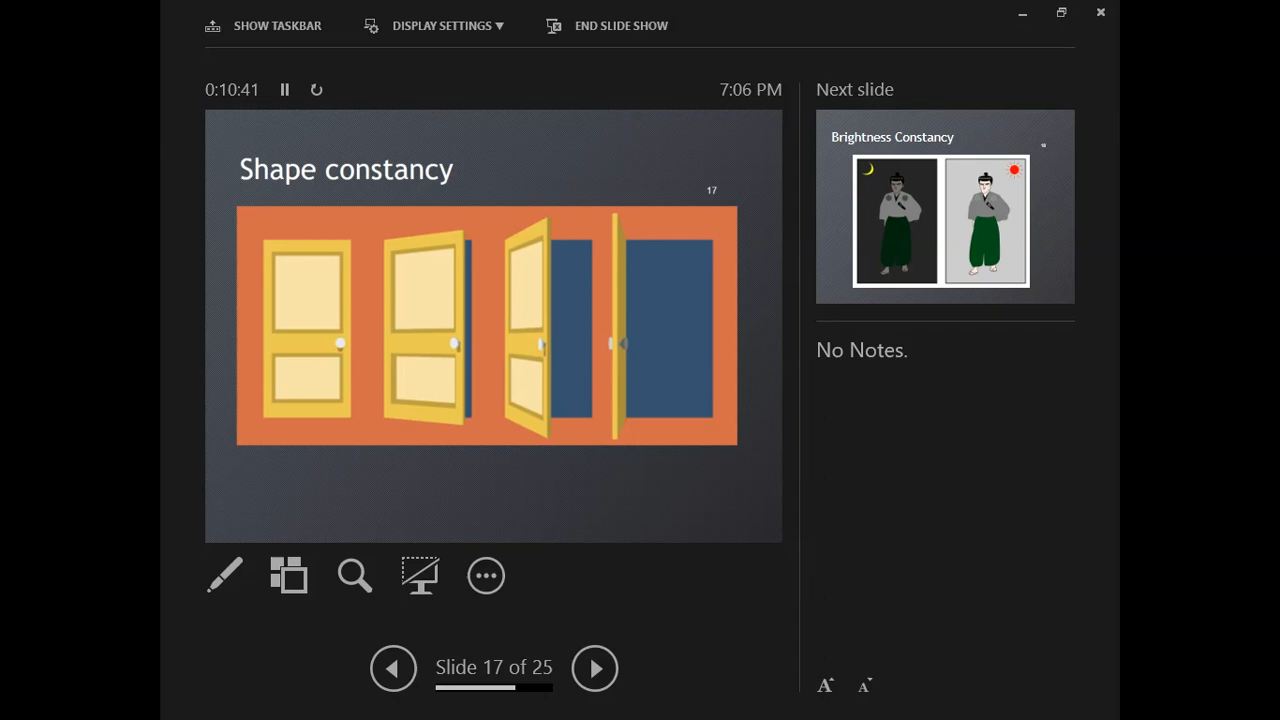 SHOW TASKBAR
DISPLAY SETTINGS ▼
END SLIDE SHOW
0:10:41
7:06 PM
Shape constancy
17
Next slide
Brightness Constancy
No Notes.
Slide 17 of 25
A
A